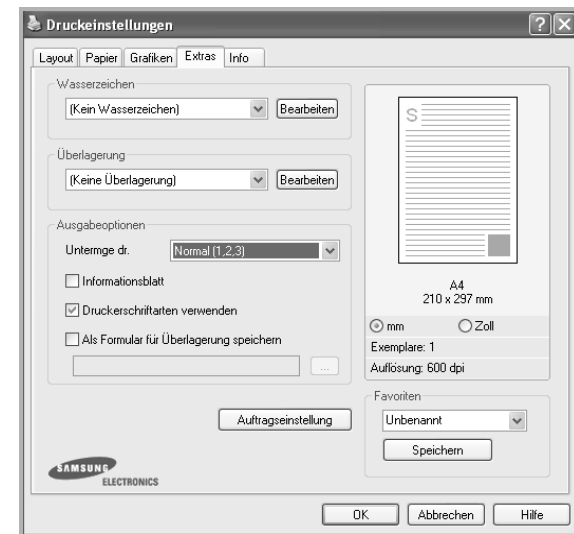 Druckeinstellungen
Layout Papier Grafiken Extras Info
Wasserzeichen
(Kein Wasserzeichen) Bearbeiten
Überlagerung
(Keine Überlagerung) Bearbeiten
Ausgabeoptionen
Untermge dr. Normal (1,2,3)
Informationsblatt
Druckerschriftarten verwenden
Als Formular für Überlagerung speichern
...
Auftragseinstellung
SAMSUNG
ELECTRONICS
S
A4
210 x 297 mm
mm Zoll
Exemplare: 1
Auflösung: 600 dpi
Favoriten
Unbenannt
Speichern
OK Abbrechen Hilfe